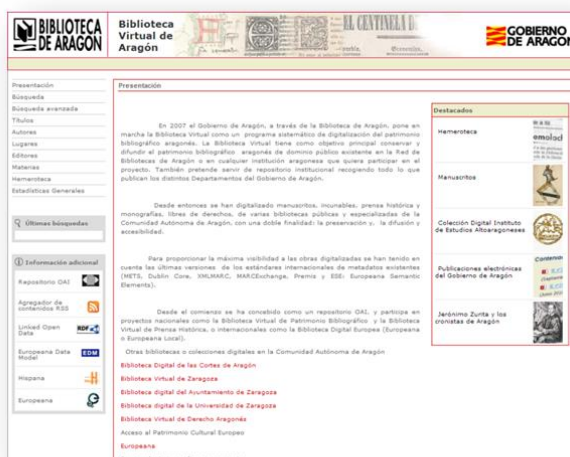 BIBLIOTECA
DE ARAGÓN
Biblioteca
Virtual de
Aragón
EL CENTINELA D
GOBIERNO
DE ARAGON
Presentación
Búsqueda
Búsqueda avanzada
Títulos
Autores
Lugares
Editores
Materias
Hemeroteca
Estadísticas Generales
Últimas búsquedas
Información adicional
Repositorio OAI
Agregador de
contenidos RSS
Linked Open
Data
RDF
Europeana Data
Model
EDM
Hispana
Europeana
Presentación
En 2007 el Gobierno de Aragón, a través de la Biblioteca de Aragón, pone en
marcha la Biblioteca Virtual como un programa sistemático de digitalización del patrimonio
bibliográfico aragonés. La Biblioteca Virtual tiene como objetivo principal conservar y
difundir el patrimonio bibliográfico aragonés de dominio público existente en la Red de
Bibliotecas de Aragón o en cualquier institución aragonesa que quiera participar en el
proyecto. También pretende servir de repositorio institucional recogiendo todo lo que
publican los distintos Departamentos del Gobierno de Aragón.
Desde entonces se han digitalizado manuscritos, incunables, prensa histórica y
monografías, libres de derechos, de varias bibliotecas públicas y especializadas de la
Comunidad Autónoma de Aragón, con una doble finalidad: la preservación y, la difusión y
accesibilidad.
Para proporcionar la máxima visibilidad a las obras digitalizadas se han tenido en
cuenta las últimas versiones de los estándares internacionales de metadatos existentes
(METS, Dublin Core, XMLMARC, MARCExchange, Premis y ESE: Europeana Semantic
Elements).
Desde el comienzo se ha concebido como un repositorio OAI, y participa en
proyectos nacionales como la Biblioteca Virtual de Patrimonio Bibliográfico y la Biblioteca
Virtual de Prensa Histórica, o internacionales como la Biblioteca Digital Europea (Europeana
o Europeana Local).
Otras bibliotecas o colecciones digitales en la Comunidad Autónoma de Aragón
Biblioteca Digital de las Cortes de Aragón
Biblioteca Virtual de Zaragoza
Biblioteca digital del Ayuntamiento de Zaragoza
Biblioteca digital de la Universidad de Zaragoza
Biblioteca Virtual de Derecho Aragonés
Acceso al Patrimonio Cultural Europeo
Europeana
Destacados
Hemeroteca
Manuscritos
Colección Digital Instituto
de Estudios Altoaragoneses
Publicaciones electrónicas
del Gobierno de Aragón
Jerónimo Zurita y los
cronistas de Aragón